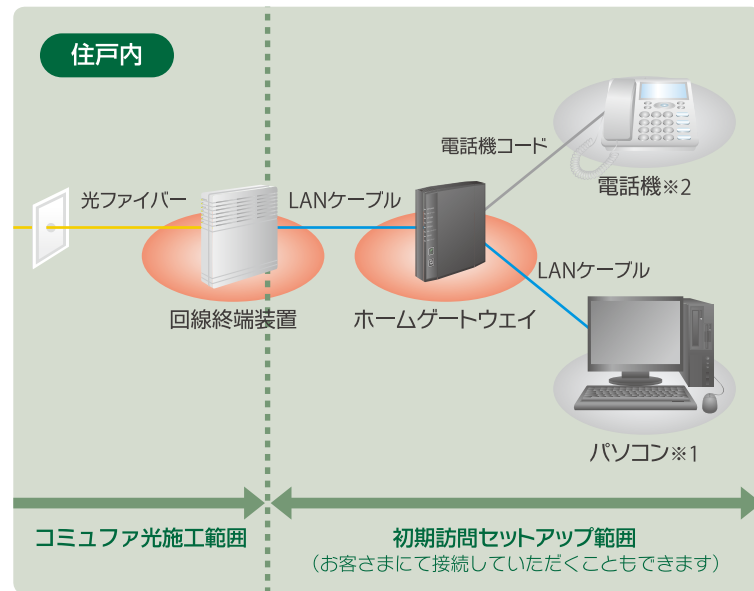 住戸内
電話機コード
電話機※2
光ファイバー
LANケーブル
LANケーブル
回線終端装置
ホームゲートウェイ
パソコン※1
コミュファ光施工範囲
初期訪問セットアップ範囲
（お客さまにて接続していただくこともできます）